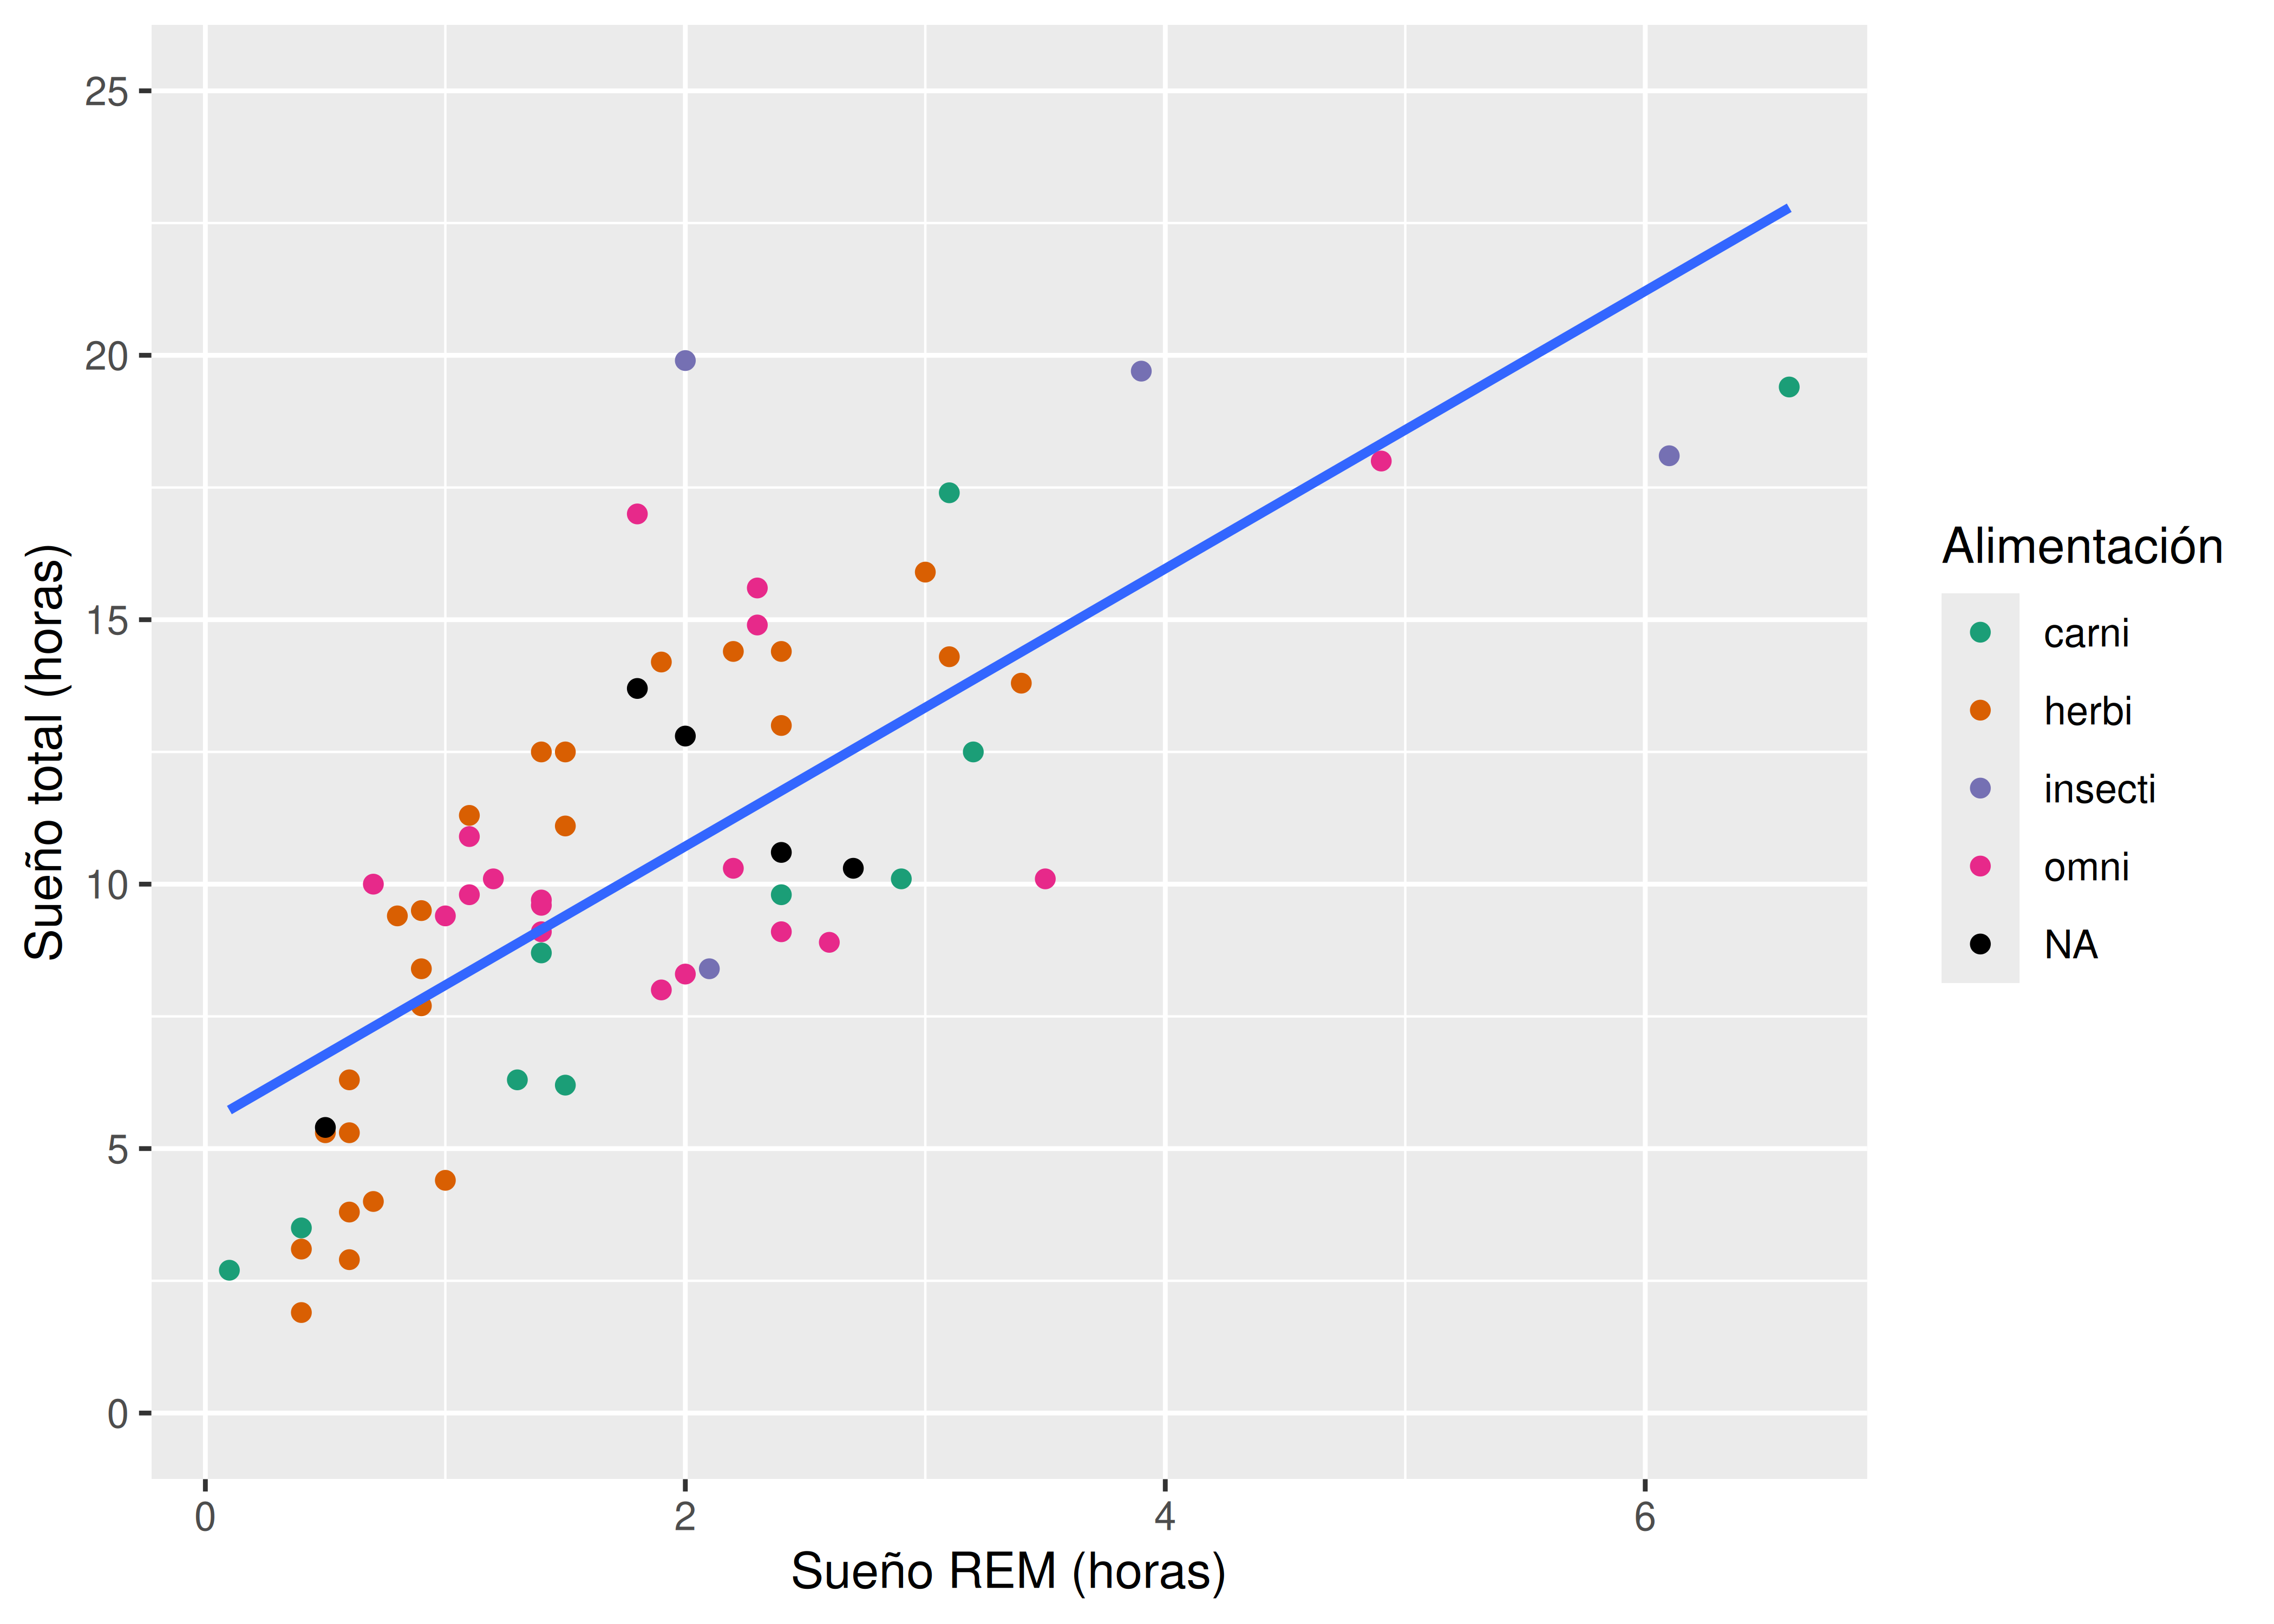 25
20
15
10
5
0
Sueño total (horas)
0 2 4 6
Sueño REM (horas)
Alimentación
carni
herbi
insecti
omni
NA